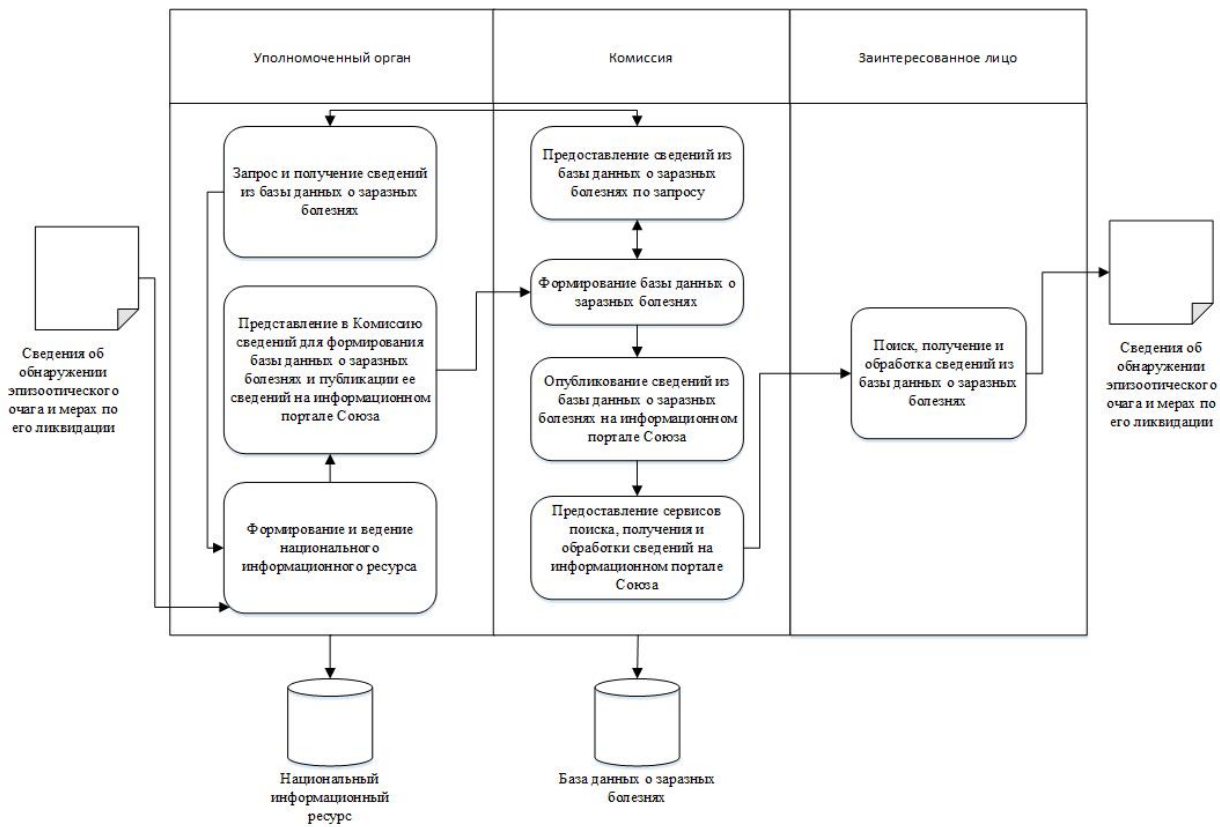 Уполномоченный орган
Комиссия
Заинтересованное лицо
Запрос и получение сведений
из базы данных о заразных
болезнях
Предоставление сведений из
базы данных о заразных
болезнях по запросу
Сведения об
обнаружении
эпизоотического
очага и мерах по
его ликвидации
Представление в Комиссию
сведений для формирования
базы данных о заразных
болезнях и публикации ее
сведений на информационном
портале Союза
Формирование базы данных о
заразных болезнях
Опубликование сведений из
базы данных о заразных
болезнях на информационном
портале Союза
Поиск, получение и
обработка сведений из
базы данных о заразных
болезнях
Сведения об
обнаружении
эпизоотического
очага и мерах по
его ликвидации
Формирование и ведение
национального
информационного ресурса
Предоставление сервисов
поиска, получения и
обработки сведений на
информационном портале
Союза
Национальный
информационный
ресурс
База данных о заразных
болезнях